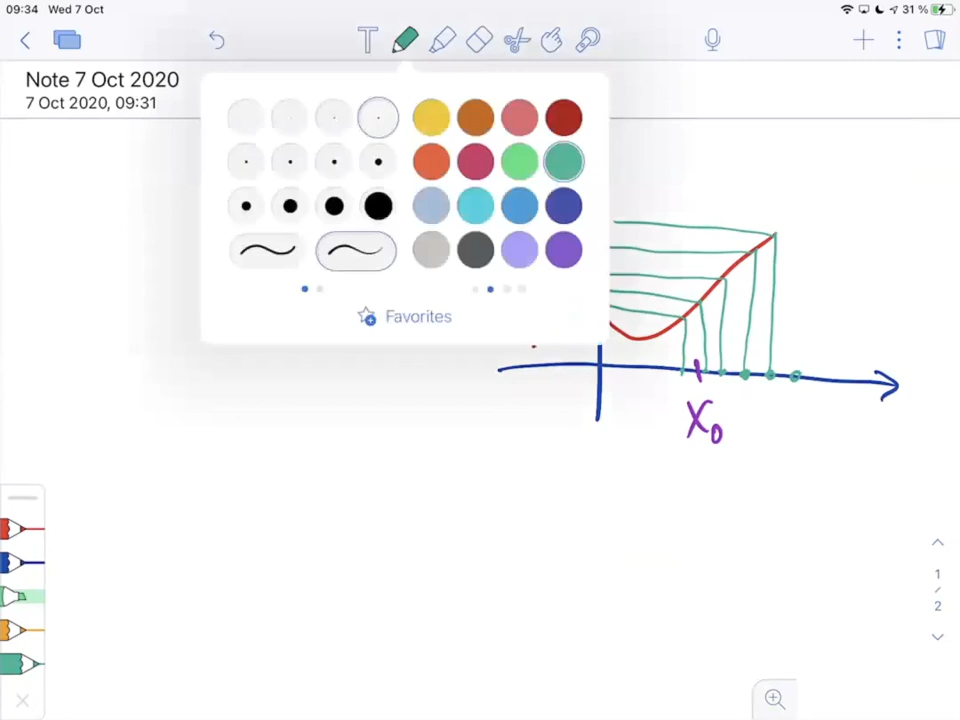 09:34 Wed 7 Oct
31 %
T
Note 7 Oct 2020
7 Oct 2020, 09:31
Favorites
X0
1
/
2